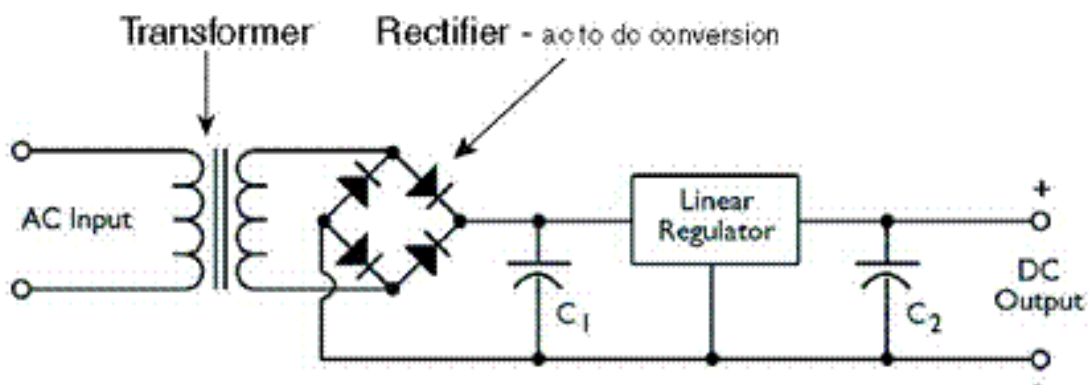 Transformer
Rectifier - ac to dc conversion
AC Input
Linear
Regulator
+
DC
Output
C1
C2
-